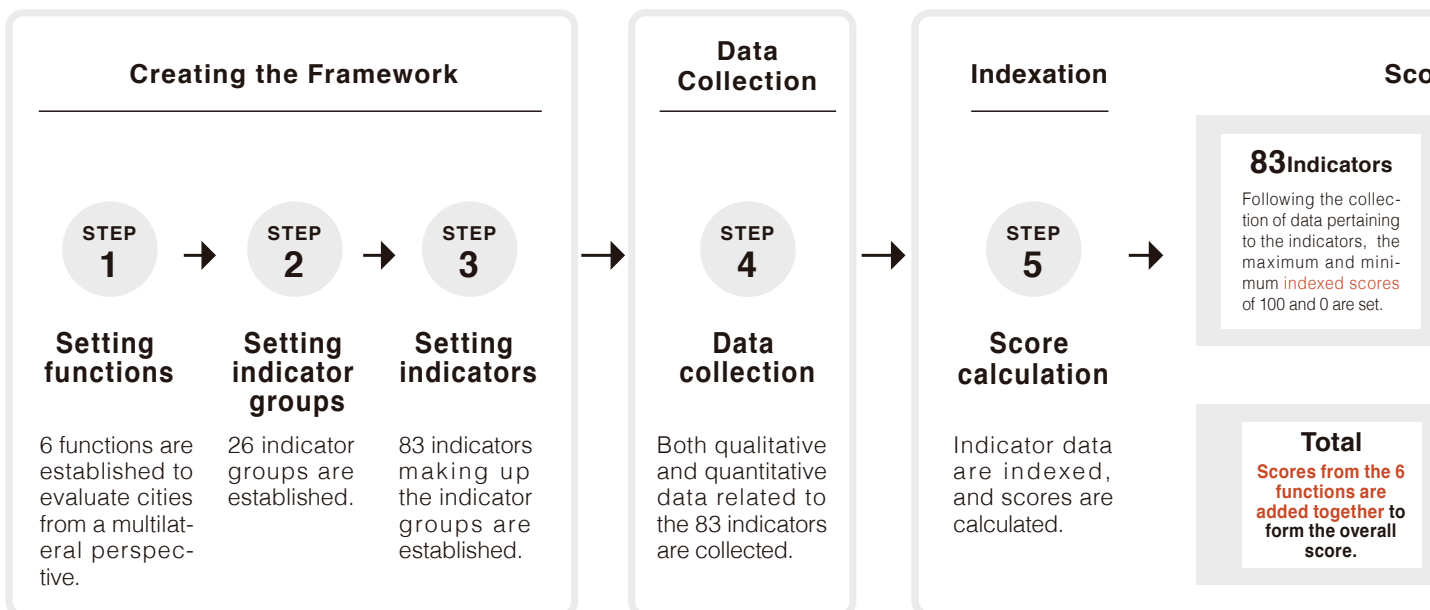 Creating the Framework
STEP
1
Setting
functions
6 functions are
established to
evaluate cities
from a multilat-
eral perspec-
tive.
STEP
2
Setting
indicator
groups
26 indicator
groups are
established.
STEP
3
Setting
indicators
83 indicators
making up
the indicator
groups are
established.
Data
Collection
STEP
4
Data
collection
Both qualitative
and quantitative
data related to
the 83 indicators
are collected.
Indexation
STEP
5
Score
calculation
Indicator data
are indexed,
and scores are
calculated.
Sco
83Indicators
Following the collec-
tion of data pertaining
to the indicators, the
maximum and mini-
mum indexed scores
of 100 and 0 are set.
Total
Scores from the 6
functions are
added together to
form the overall
score.